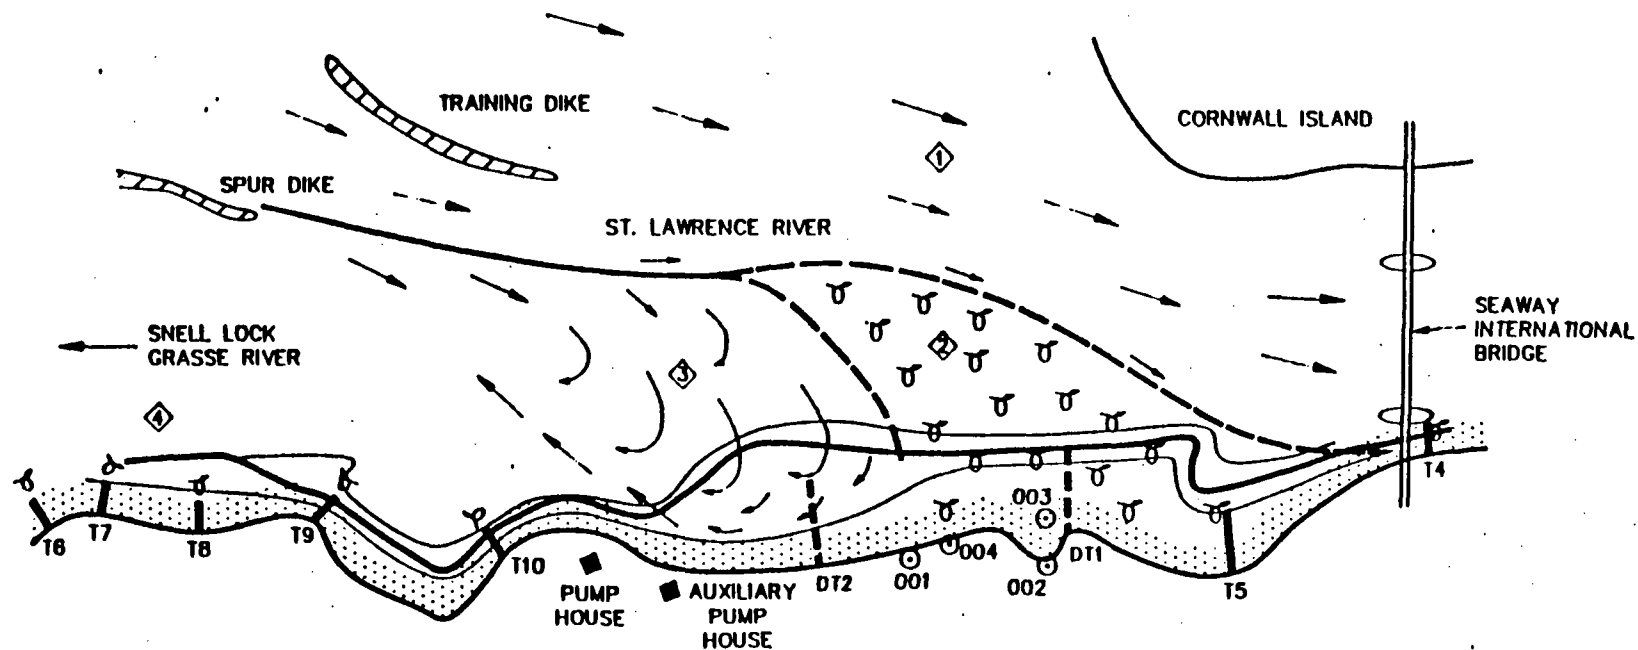 TRAINING DIKE
CORNWALL ISLAND
1
SPUR DIKE
ST. LAWRENCE RIVER
SEAWAY
INTERNATIONAL
BRIDGE
SNELL LOCK
GRASSE RIVER
2
3
4
T4
003
T6
T7
T8
T9
T10
004
DT1
DT2
001
002
T5
PUMP
HOUSE
AUXILIARY
PUMP
HOUSE